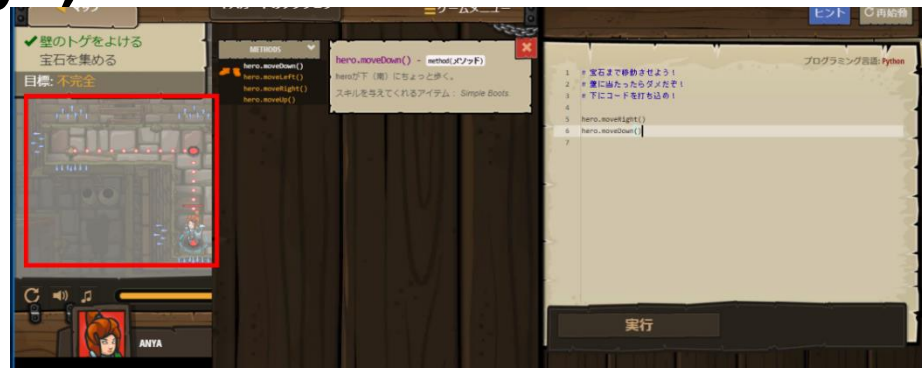 マップ
ゲームメニュー
ヒント
再始動
✔壁のトゲをよける
宝石を集める
目標: 不完全
METHODS
hero.moveDown()
hero.moveLeft()
hero.moveRight()
hero.moveUp()
hero.moveDown() - method(メソッド)
heroが下（南）にちょっと歩く。
スキルを与えてくれるアイテム： Simple Boots.
プログラミング言語: Python
1 # 宝石まで移動させよう！
2 # 壁に当たったらダメだぞ！
3 # 下にコードを打ち込め！
4
5 hero.moveRight()
6 hero.moveDown()
7
実行
ANYA